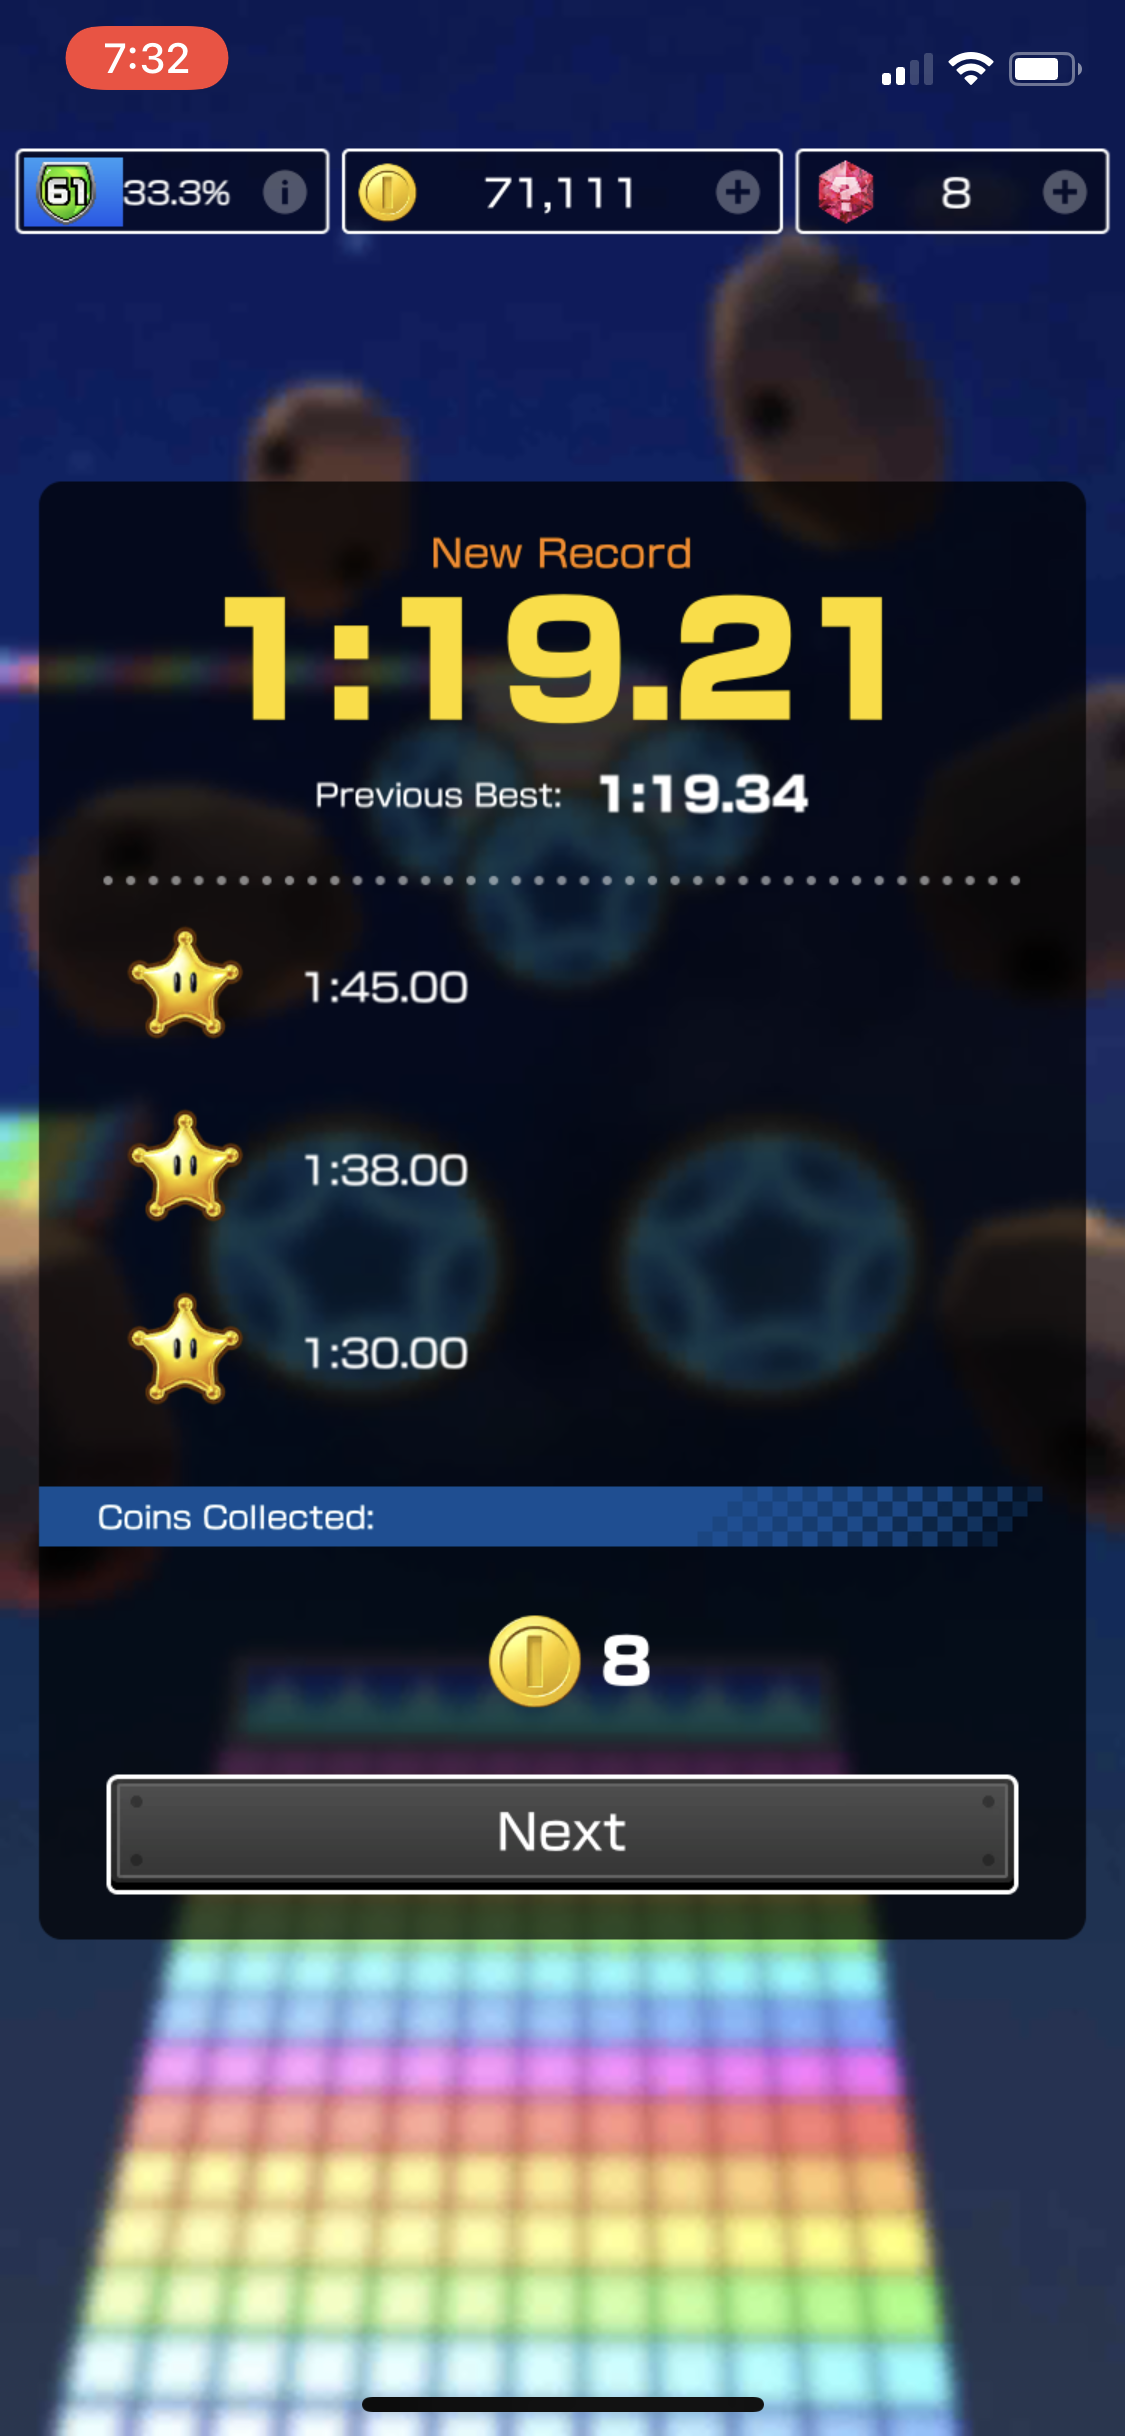 7:32
61 33.3% i 71,111 + ? 8 +
New Record
1:19.21
Previous Best: 1:19.34
1:45.00
1:38.00
1:30.00
Coins Collected:
8
Next